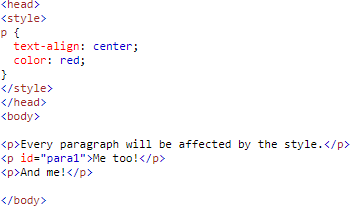 <head>
<style>
p {
  text-align: center;
  color: red;
}
</style>
</head>
<body>

<p>Every paragraph will be affected by the style.</p>
<p id="para1">Me too!</p>
<p>And me!</p>

</body>